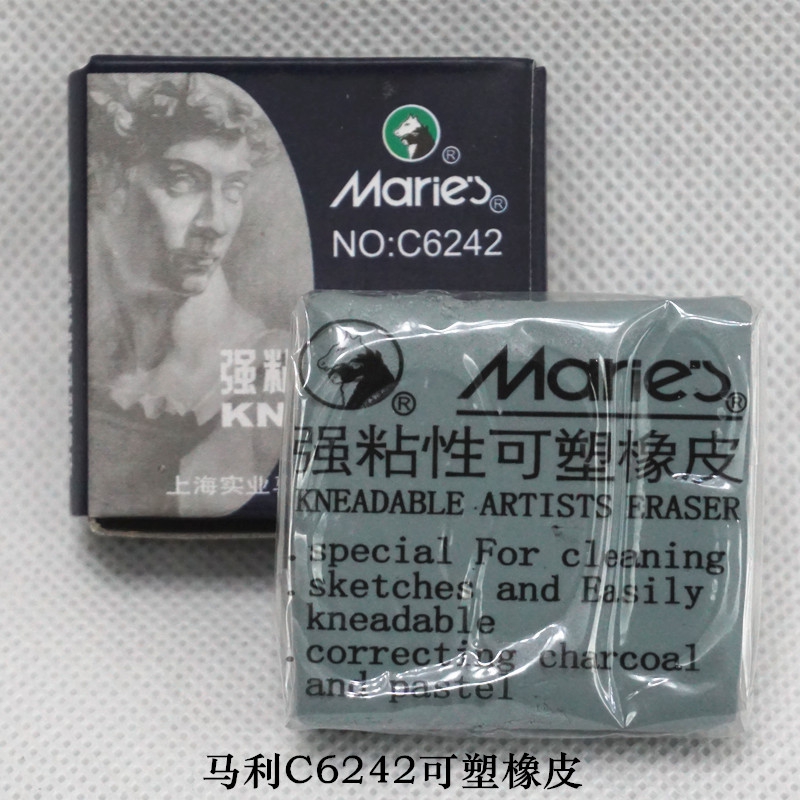 ®
Marie's®
NO:C6242
强粘
KN
上海实业马
®
Marie's®
强粘性可塑橡皮
KNEADABLE ARTISTS ERASER
.special For cleaning
.sketches and Easily
kneadable
.correcting charcoal
and pastel
马利C6242可塑橡皮